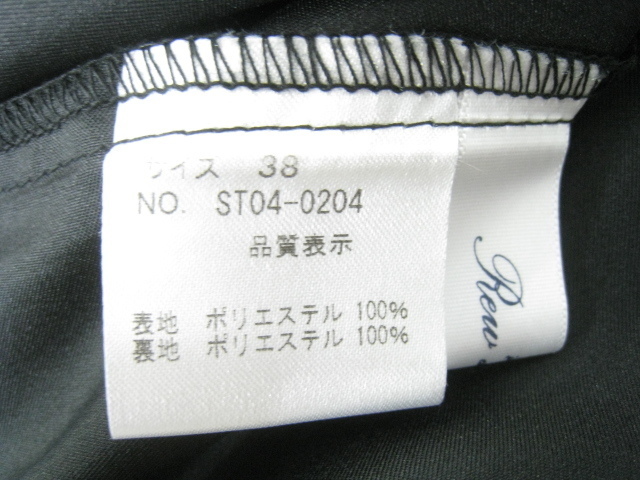 サイズ 38
NO. ST04-0204
品質表示
表地 ポリエステル 100%
裏地 ポリエステル 100%
Rew